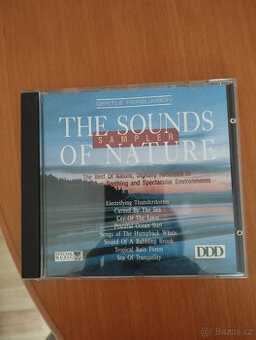 GENTLE PERSUASION
THE SOUNDS
SAMPLER
OF NATURE
The Best Of Nature, Digitally Recorded In
Soothing and Spectacular Environments
Electrifying Thunderstorms
Carmel By The Sea
Cry Of The Loon
Peaceful Ocean Surf
Songs of The Humpback Whale
Sound Of A Babbling Brook
Tropical Rain Forest
Sea Of Tranquility
DDD
Sbazar.cz